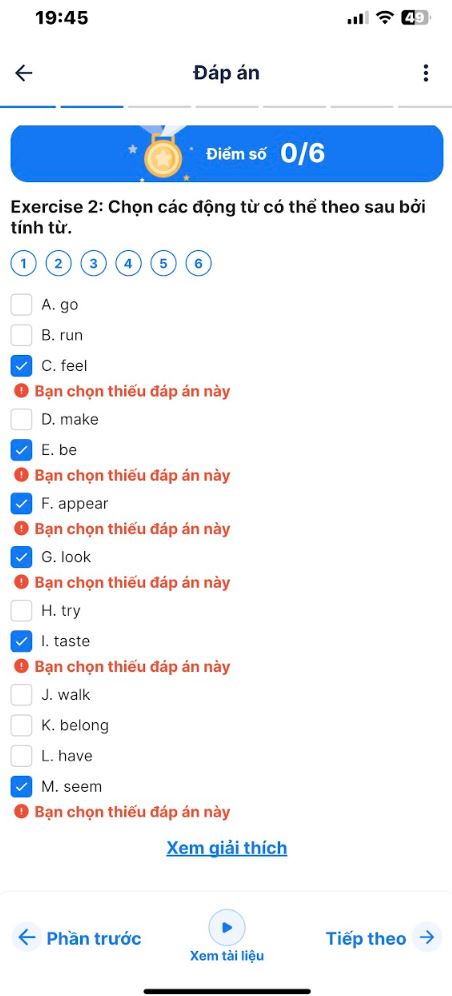 19:45
49
Đáp án
Điểm số 0/6
Exercise 2: Chọn các động từ có thể theo sau bởi
tính từ.
1 2 3 4 5 6
A. go
B. run
C. feel
Bạn chọn thiếu đáp án này
D. make
E. be
Bạn chọn thiếu đáp án này
F. appear
Bạn chọn thiếu đáp án này
G. look
Bạn chọn thiếu đáp án này
H. try
I. taste
Bạn chọn thiếu đáp án này
J. walk
K. belong
L. have
M. seem
Bạn chọn thiếu đáp án này
Xem giải thích
Phần trước
Xem tài liệu
Tiếp theo